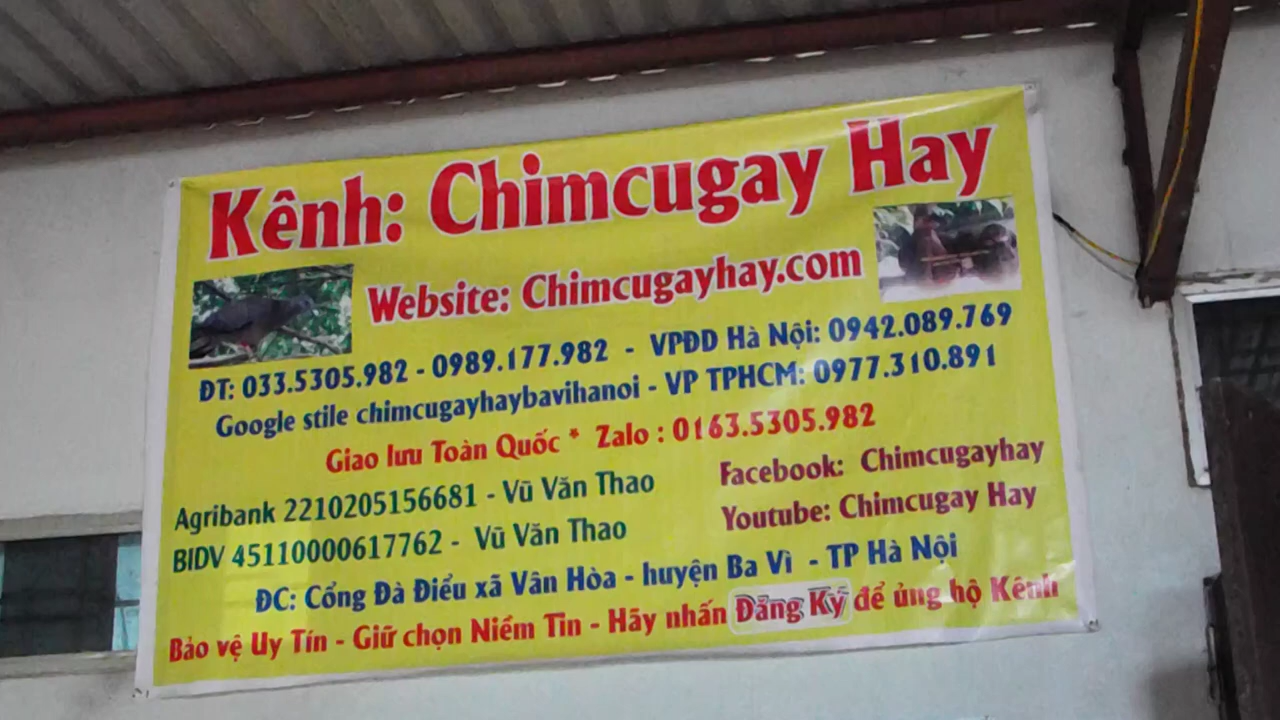 Kênh: Chimcugay Hay
Website: Chimcugayhay.com
ĐT: 033.5305.982 - 0989.177.982 - VPĐD Hà Nội: 0942.089.769
Google stile chimcugayhaybavihanoi - VP TPHCM: 0977.310.891
Giao lưu Toàn Quốc * Zalo : 0163.5305.982
Agribank 2210205156681 - Vũ Văn Thao
Facebook: Chimcugayhay
BIDV 45110000617762 - Vũ Văn Thao
Youtube: Chimcugay Hay
ĐC: Cổng Đà Điểu xã Vân Hòa - huyện Ba Vì - TP Hà Nội
Bảo vệ Uy Tín - Giữ chọn Niềm Tin - Hãy nhấn Đăng Ký để ủng hộ Kênh